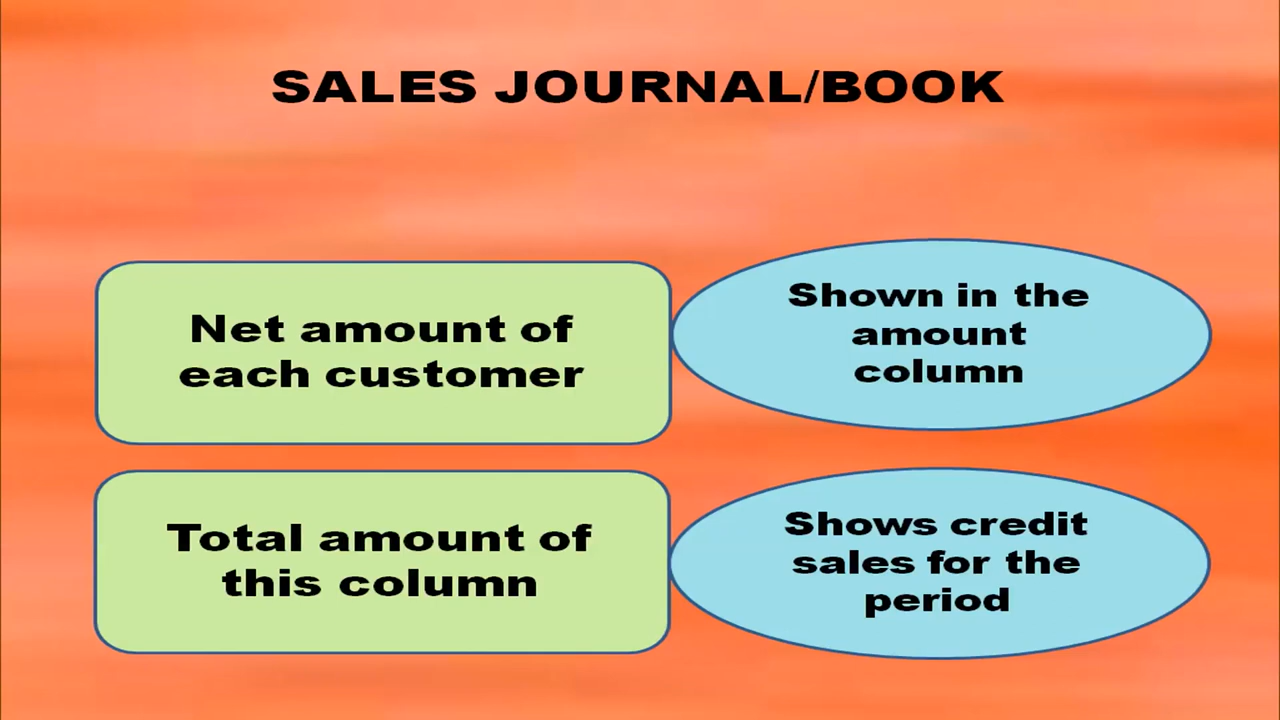 SALES JOURNAL/BOOK
Net amount of
each customer
Shown in the
amount
column
Total amount of
this column
Shows credit
sales for the
period